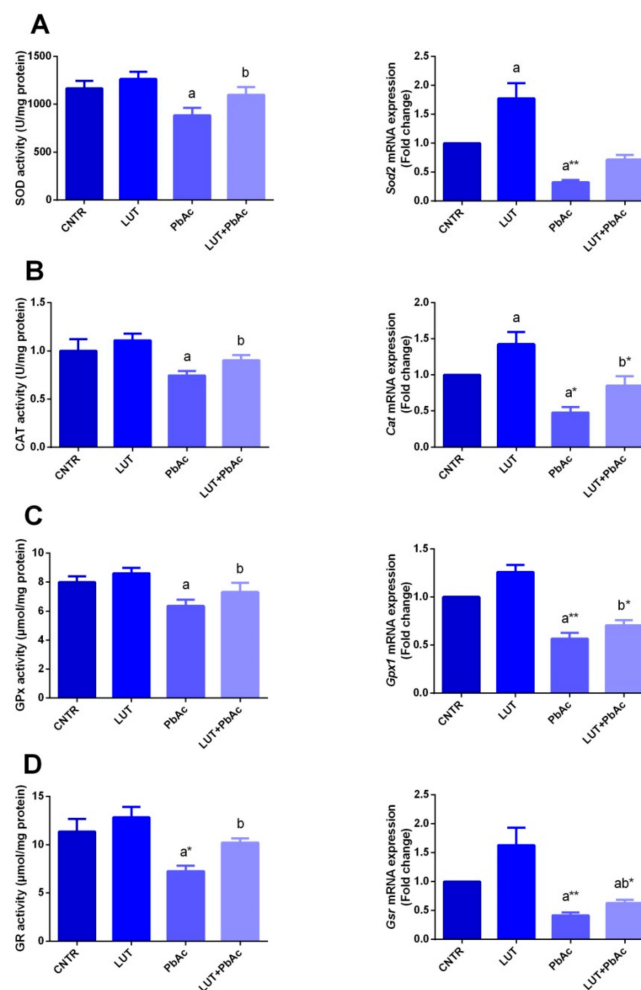 A
SOD activity (U/mg protein)
1500
1000
500
0
a
b
CNTR
LUT
PbAc
LUT+PbAc
Sod2 mRNA expression
(Fold change)
2.5
2.0
1.5
1.0
0.5
0.0
a
a**
CNTR
LUT
PbAc
LUT+PbAc
B
CAT activity (U/mg protein)
1.5
1.0
0.5
0.0
a
b
CNTR
LUT
PbAc
LUT+PbAc
Cat mRNA expression
(Fold change)
2.0
1.5
1.0
0.5
0.0
a
a*
b*
CNTR
LUT
PbAc
LUT+PbAc
C
GPx activity (µmol/mg protein)
10
8
6
4
2
0
a
b
CNTR
LUT
PbAc
LUT+PbAc
Gpx1 mRNA expression
(Fold change)
1.5
1.0
0.5
0.0
a**
b*
CNTR
LUT
PbAc
LUT+PbAc
D
GR activity (µmol/mg protein)
15
10
5
0
a*
b
CNTR
LUT
PbAc
LUT+PbAc
Gsr mRNA expression
(Fold change)
2.5
2.0
1.5
1.0
0.5
0.0
a**
ab*
CNTR
LUT
PbAc
LUT+PbAc